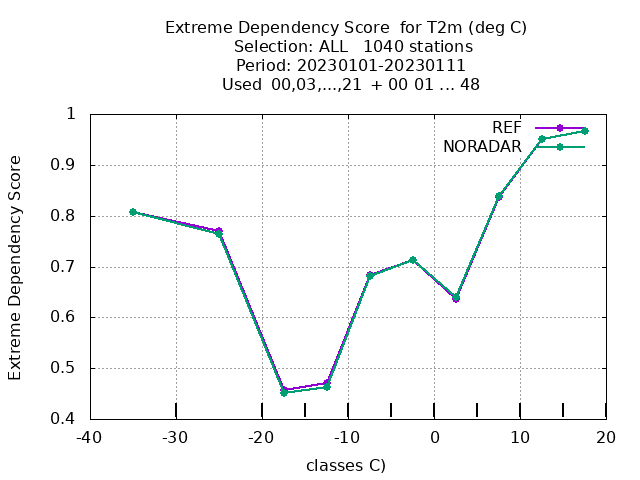 Extreme Dependency Score  for T2m (deg C)
Selection: ALL   1040 stations
Period: 20230101-20230111
Used  00,03,...,21  + 00 01 ... 48
Extreme Dependency Score
1
0.9
0.8
0.7
0.6
0.5
0.4
REF
NORADAR
-40 -30 -20 -10 0 10 20
classes C)